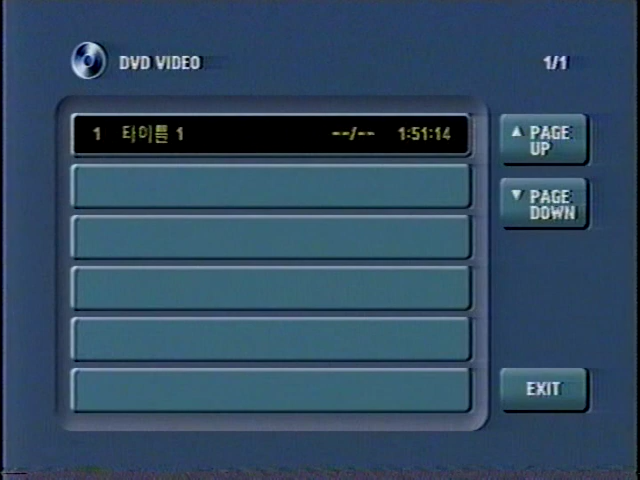 DVD VIDEO
1/1
1 타이틀 1 --/-- 1:51:14
▲ PAGE
UP
▼ PAGE
DOWN
EXIT